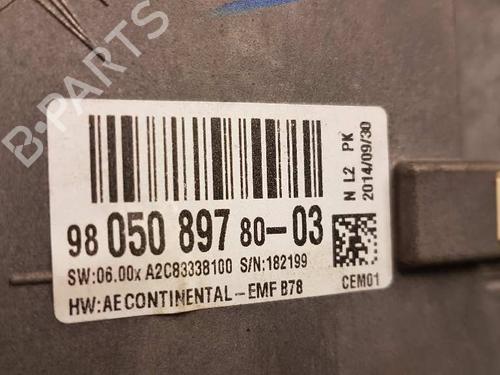 B-PARTS
98 050 897 80-03
SW:06.00x A2C83338100 S/N:182199
HW:AE CONTINENTAL-EMF B78
N L2 PK
2014/09/30
CEM01